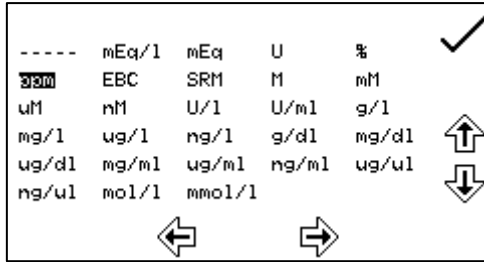 ----- mEq/l mEq U %
ppm EBC SRM M mM
uM nM U/l U/ml g/l
mg/l ug/l ng/l g/dl mg/dl
ug/dl mg/ml ug/ml ng/ml ug/ul
ng/ul mol/l mmol/l